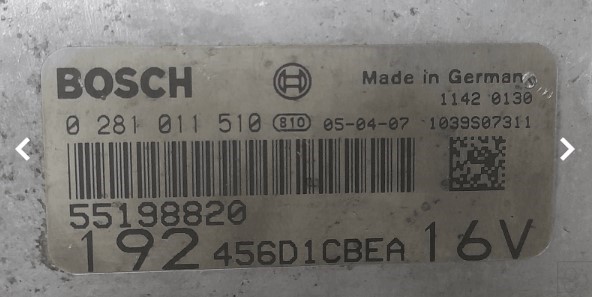 BOSCH Made in Germany
1142 0130
0 281 011 510 810 05-04-07 1039S07311
55198820
192 456D1CBEA 16V